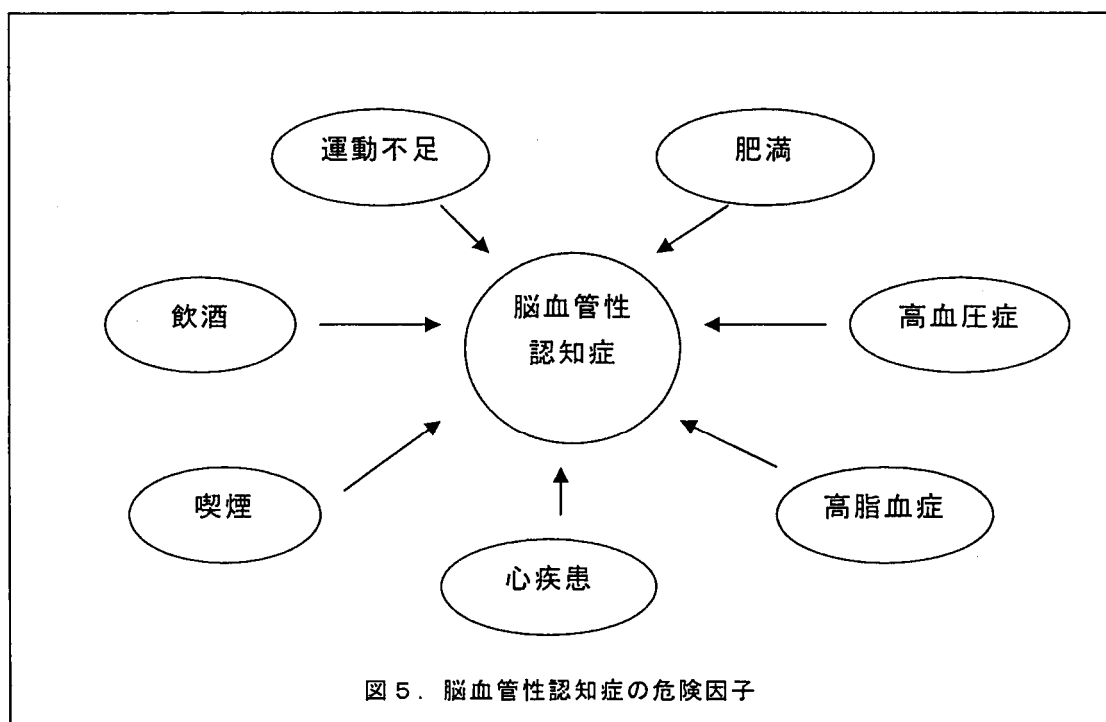 運動不足
肥満
飲酒
脳血管性
認知症
高血圧症
喫煙
高脂血症
心疾患
図5．脳血管性認知症の危険因子